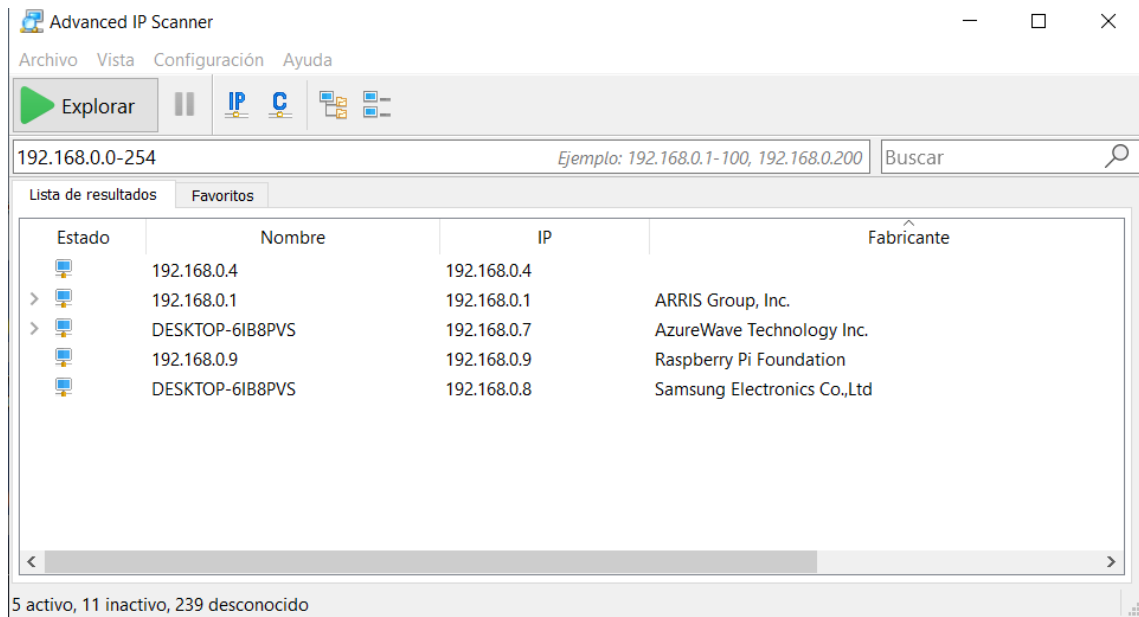 Advanced IP Scanner
Archivo Vista Configuración Ayuda
Explorar IP C
192.168.0.0-254 Ejemplo: 192.168.0.1-100, 192.168.0.200 Buscar
Lista de resultados Favoritos
Estado Nombre IP Fabricante
192.168.0.4 192.168.0.4
192.168.0.1 192.168.0.1 ARRIS Group, Inc.
DESKTOP-6IB8PVS 192.168.0.7 AzureWave Technology Inc.
192.168.0.9 192.168.0.9 Raspberry Pi Foundation
DESKTOP-6IB8PVS 192.168.0.8 Samsung Electronics Co.,Ltd
5 activo, 11 inactivo, 239 desconocido